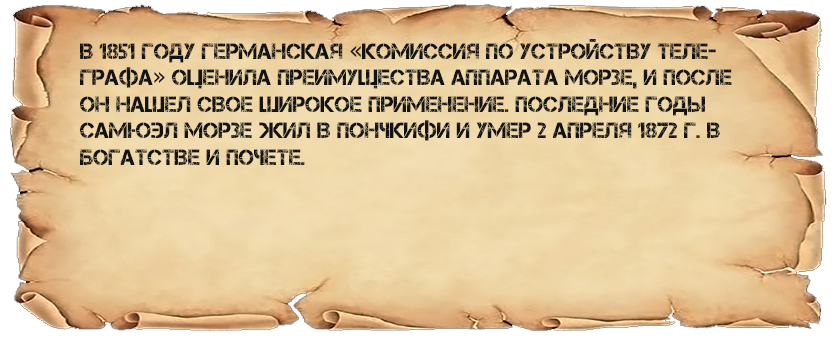 В 1851 ГОДУ ГЕРМАНСКАЯ «КОМИССИЯ ПО УСТРОЙСТВУ ТЕЛЕ-
ГРАФА» ОЦЕНИЛА ПРЕИМУЩЕСТВА АППАРАТА МОРЗЕ, И ПОСЛЕ
ОН НАШЕЛ СВОЕ ШИРОКОЕ ПРИМЕНЕНИЕ. ПОСЛЕДНИЕ ГОДЫ
САМЮЭЛ МОРЗЕ ЖИЛ В ПОНЧКИФИ И УМЕР 2 АПРЕЛЯ 1872 Г. В
БОГАТСТВЕ И ПОЧЕТЕ.